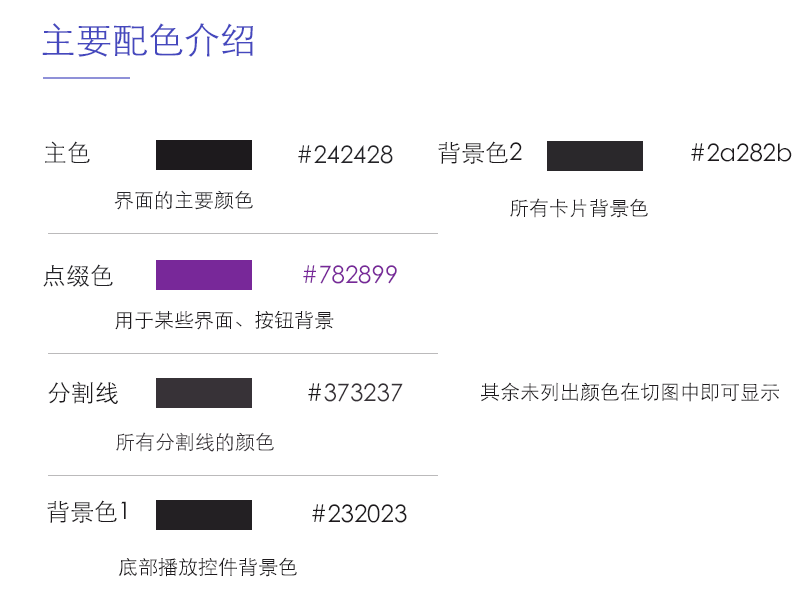 主要配色介绍
主色 #242428
界面的主要颜色
背景色2 #2a282b
所有卡片背景色
点缀色 #782899
用于某些界面、按钮背景
分割线 #373237
所有分割线的颜色
其余未列出颜色在切图中即可显示
背景色1 #232023
底部播放控件背景色